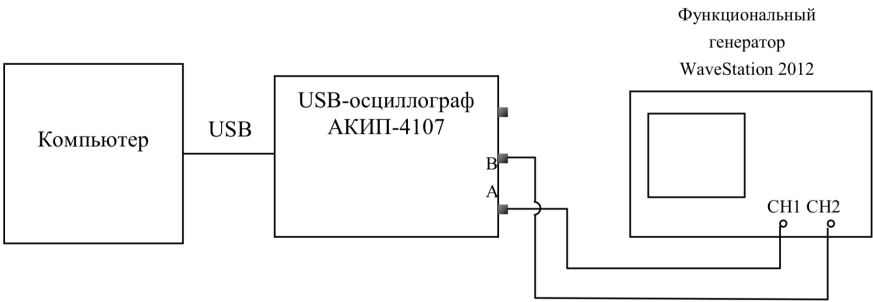 Функциональный
генератор
WaveStation 2012
USB-осциллограф
АКИП-4107
USB
Компьютер
B
A
CH1 CH2